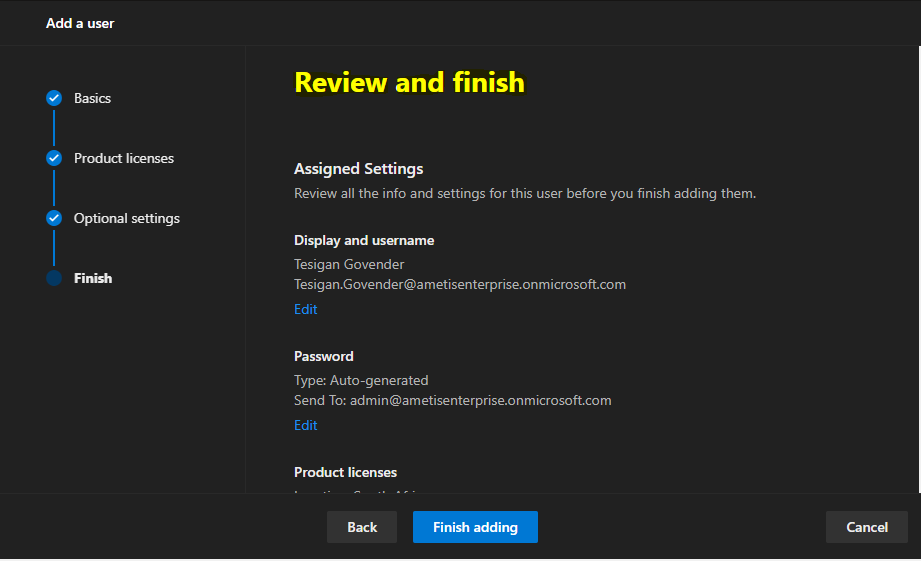 Add a user
Basics
Product licenses
Optional settings
Finish
Review and finish
Assigned Settings
Review all the info and settings for this user before you finish adding them.
Display and username
Tesigan Govender
Tesigan.Govender@ametisenterprise.onmicrosoft.com
Edit
Password
Type: Auto-generated
Send To: admin@ametisenterprise.onmicrosoft.com
Edit
Product licenses
Back
Finish adding
Cancel